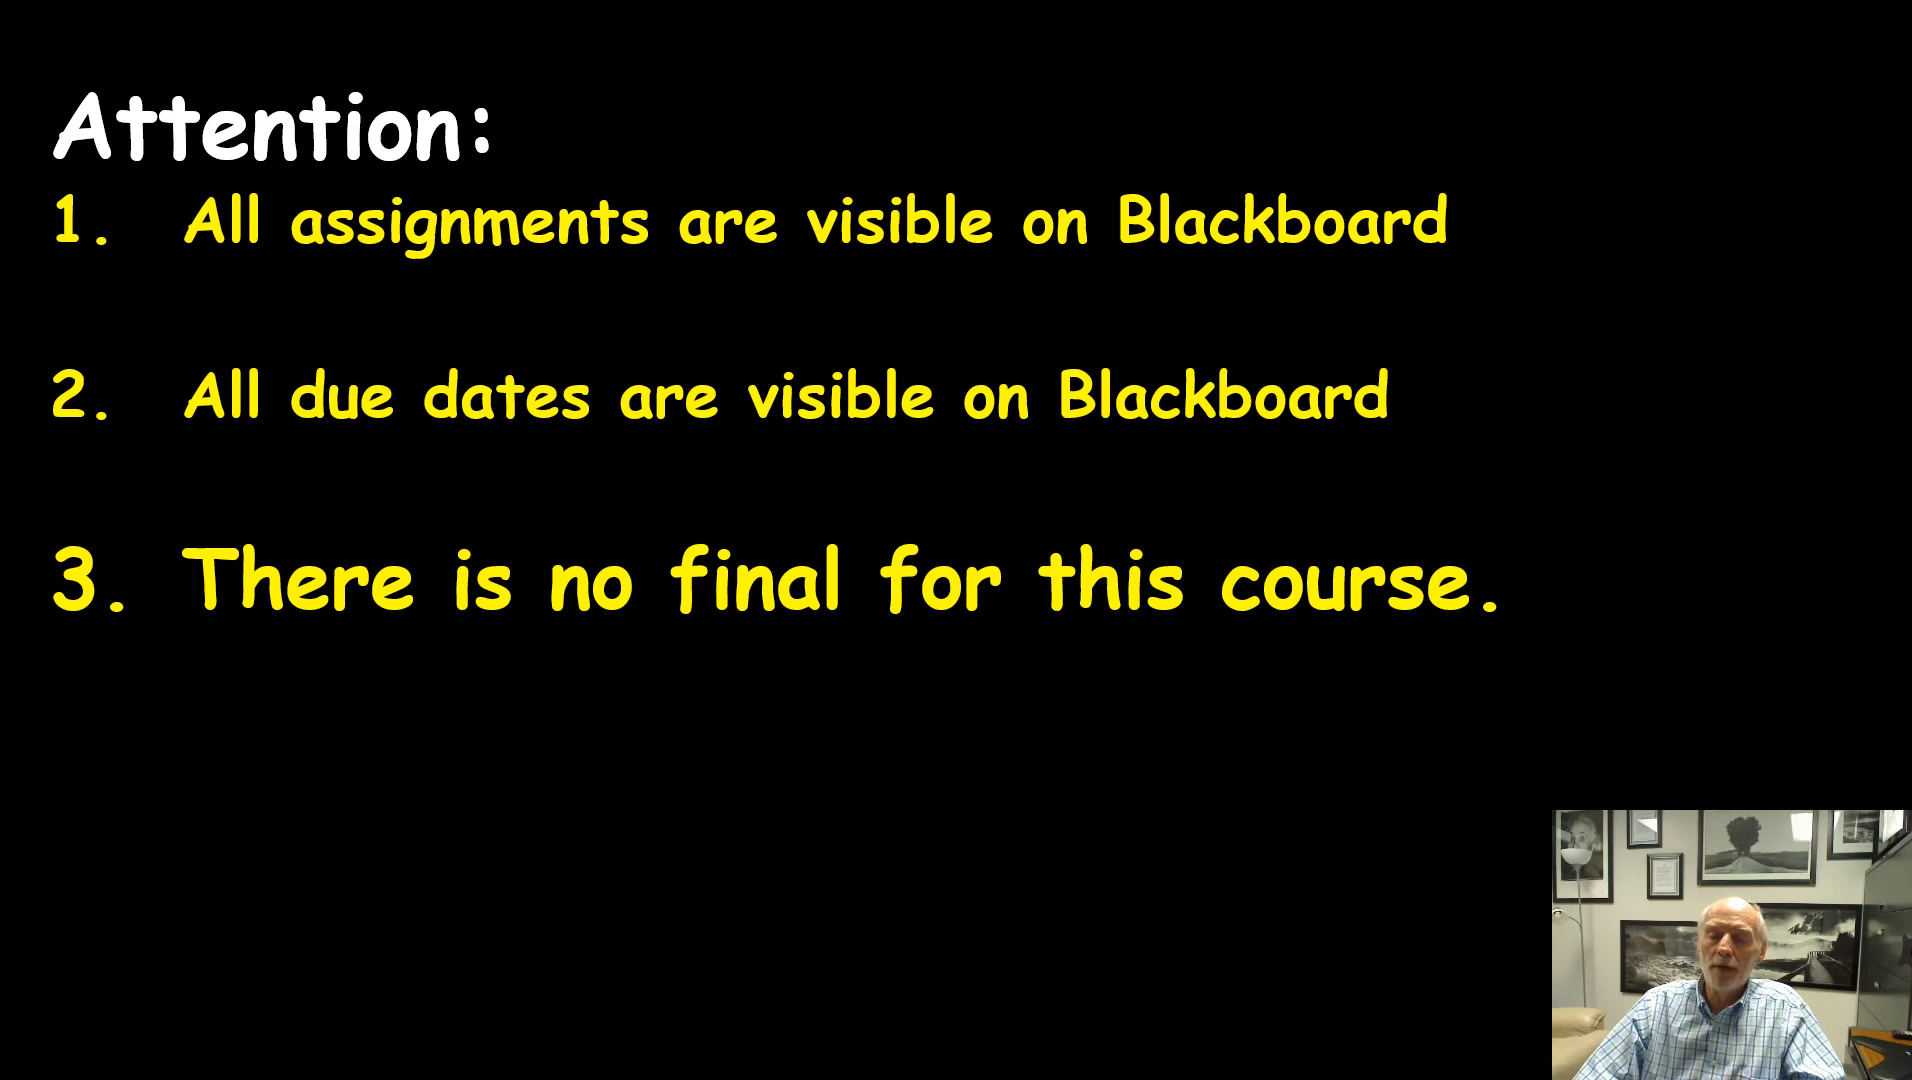 Attention:
1. All assignments are visible on Blackboard
2. All due dates are visible on Blackboard
3. There is no final for this course.